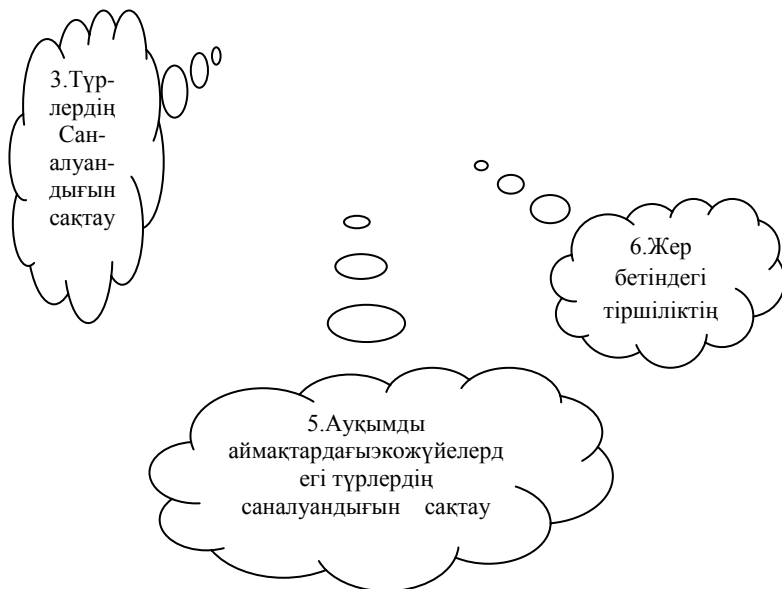 3.Түр-
лердің
Сан-
алуан-
дығын
сақтау
6.Жер
бетіндегі
тіршіліктің
5.Ауқымды
аймақтардағыэкожүйелерд
егі түрлердің
саналуандығын сақтау